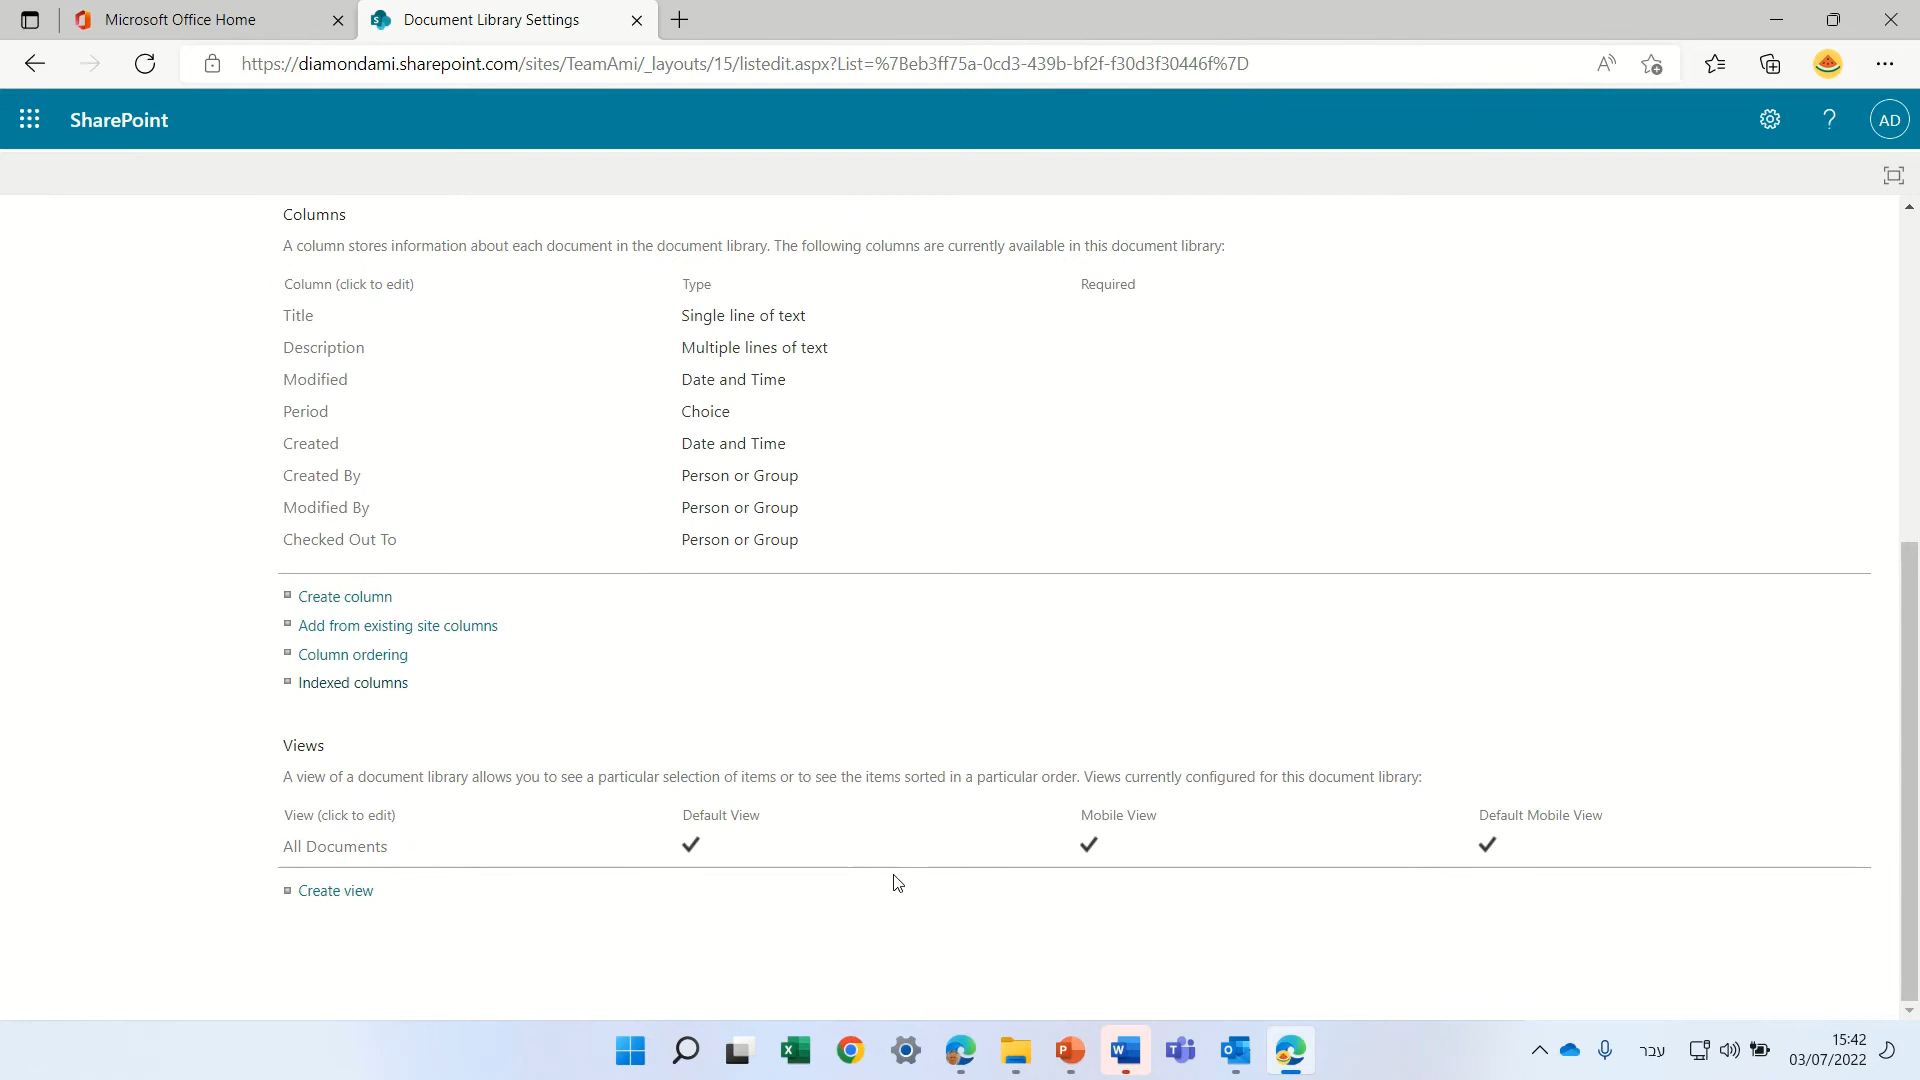 Microsoft Office Home
Document Library Settings
https://diamondami.sharepoint.com/sites/TeamAmi/_layouts/15/listedit.aspx?List=%7Beb3ff75a-0cd3-439b-bf2f-f30d3f30446f%7D
SharePoint
AD
Columns
A column stores information about each document in the document library. The following columns are currently available in this document library:
Column (click to edit) Type Required
Title Single line of text
Description Multiple lines of text
Modified Date and Time
Period Choice
Created Date and Time
Created By Person or Group
Modified By Person or Group
Checked Out To Person or Group
Create column
Add from existing site columns
Column ordering
Indexed columns
Views
A view of a document library allows you to see a particular selection of items or to see the items sorted in a particular order. Views currently configured for this document library:
View (click to edit) Default View Mobile View Default Mobile View
All Documents
Create view
עבר
15:42
03/07/2022